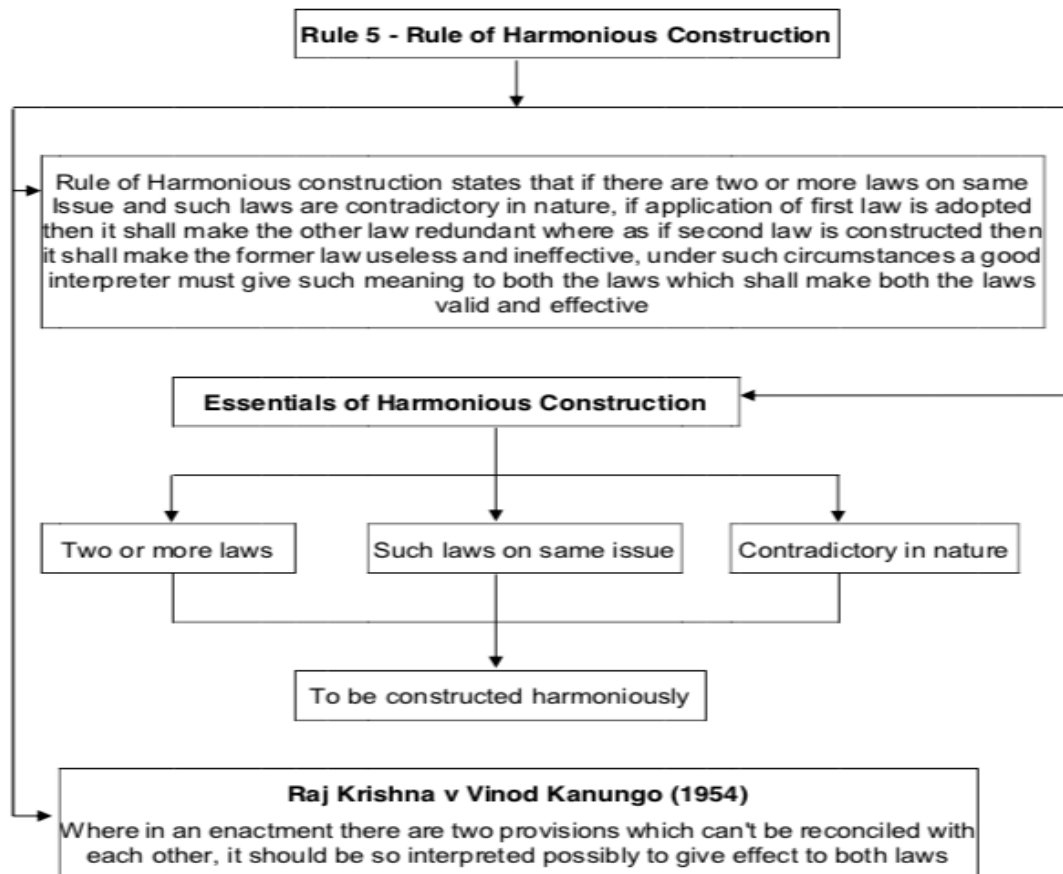 Rule 5 - Rule of Harmonious Construction
Rule of Harmonious construction states that if there are two or more laws on same
Issue and such laws are contradictory in nature, if application of first law is adopted
then it shall make the other law redundant where as if second law is constructed then
it shall make the former law useless and ineffective, under such circumstances a good
interpreter must give such meaning to both the laws which shall make both the laws
valid and effective
Essentials of Harmonious Construction
Two or more laws
Such laws on same issue
Contradictory in nature
To be constructed harmoniously
Raj Krishna v Vinod Kanungo (1954)
Where in an enactment there are two provisions which can't be reconciled with
each other, it should be so interpreted possibly to give effect to both laws